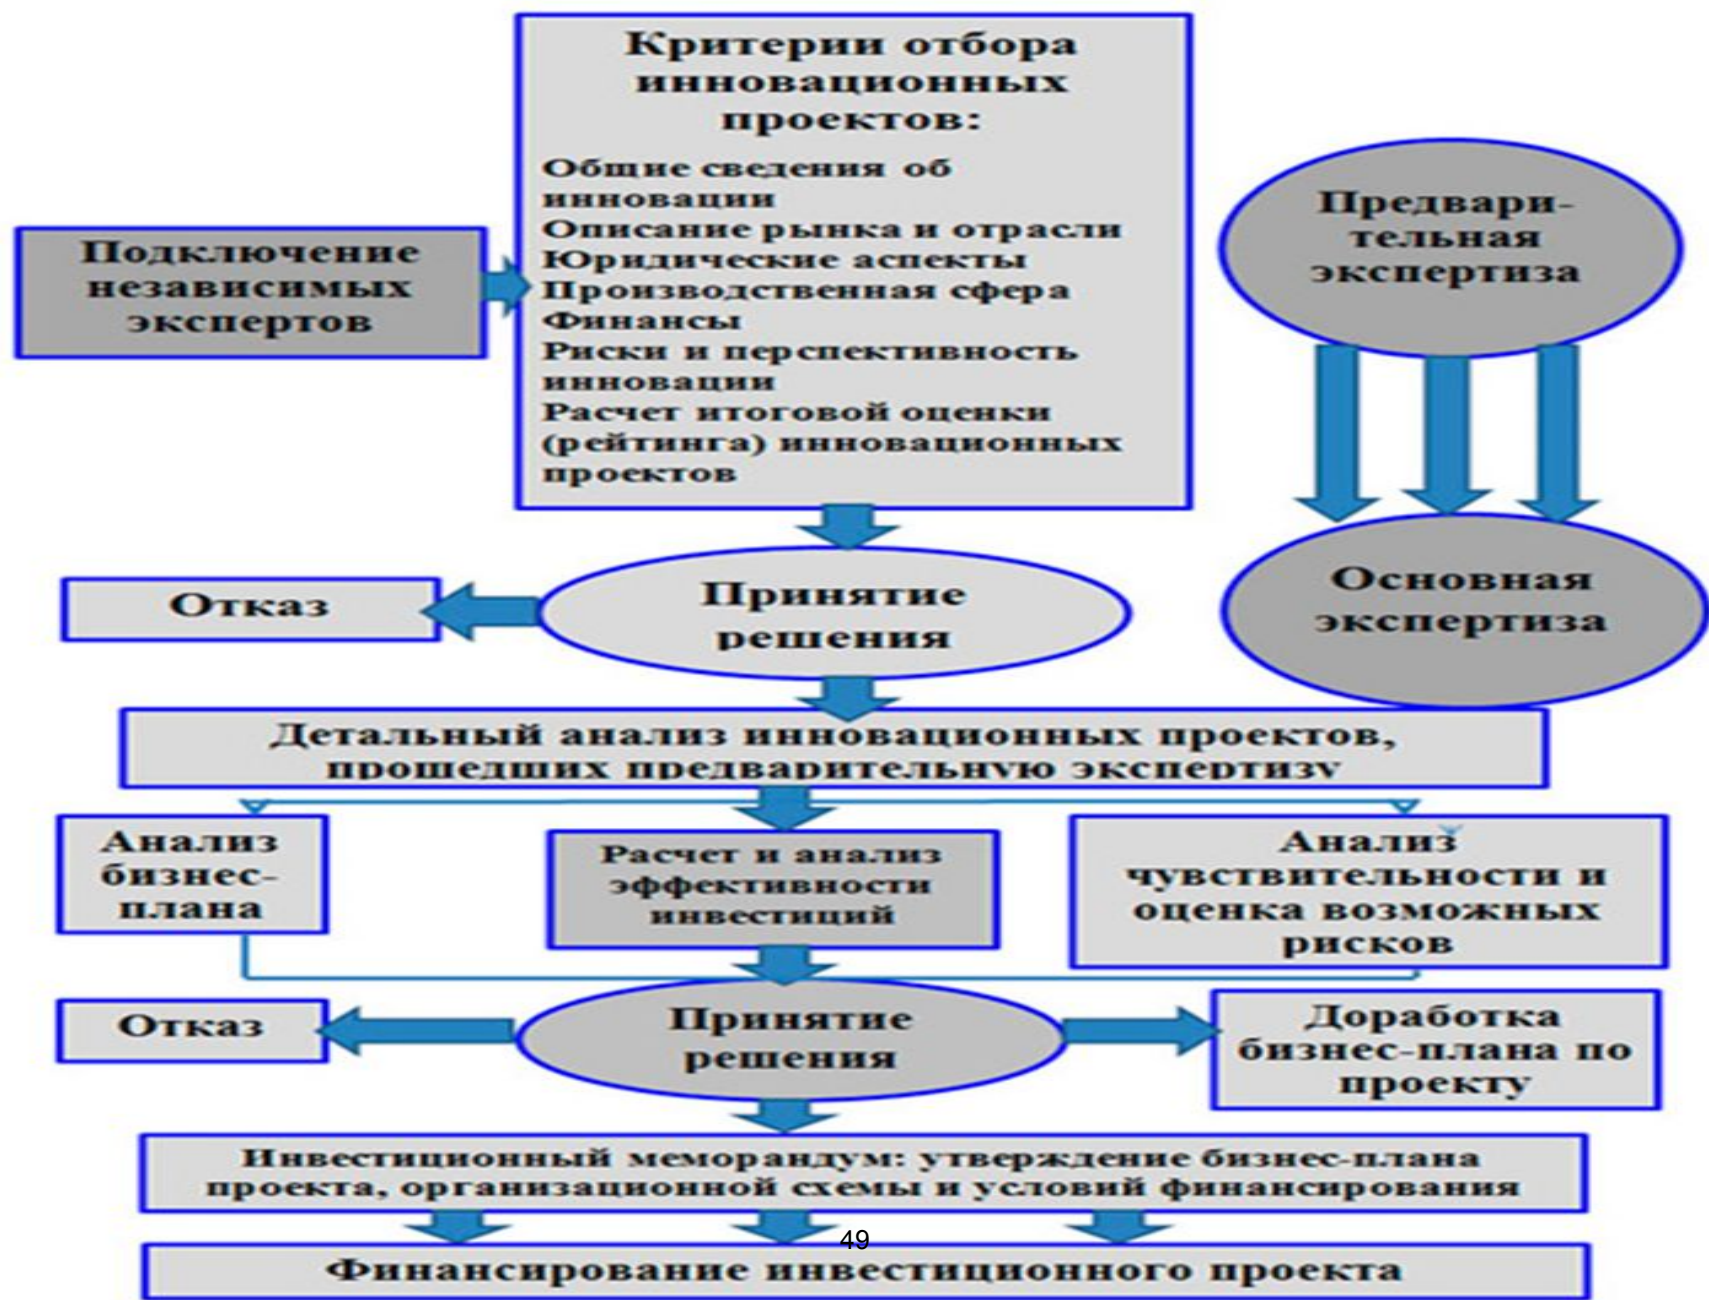 Критерии отбора
инновационных
проектов:
Общие сведения об
инновации
Описание рынка и отрасли
Юридические аспекты
Производственная сфера
Финансы
Риски и перспективность
инновации
Расчет итоговой оценки
(рейтинга) инновационных
проектов
Подключение
независимых
экспертов
Предвари-
тельная
экспертиза
Отказ
Принятие
решения
Основная
экспертиза
Детальный анализ инновационных проектов,
прошедших предварительную экспертизу
Анализ
бизнес-
плана
Расчет и анализ
эффективности
инвестиций
Анализ
чувствительности и
оценка возможных
рисков
Отказ
Принятие
решения
Доработка
бизнес-плана по
проекту
Инвестиционный меморандум: утверждение бизнес-плана
проекта, организационной схемы и условий финансирования
49
Финансирование инвестиционного проекта